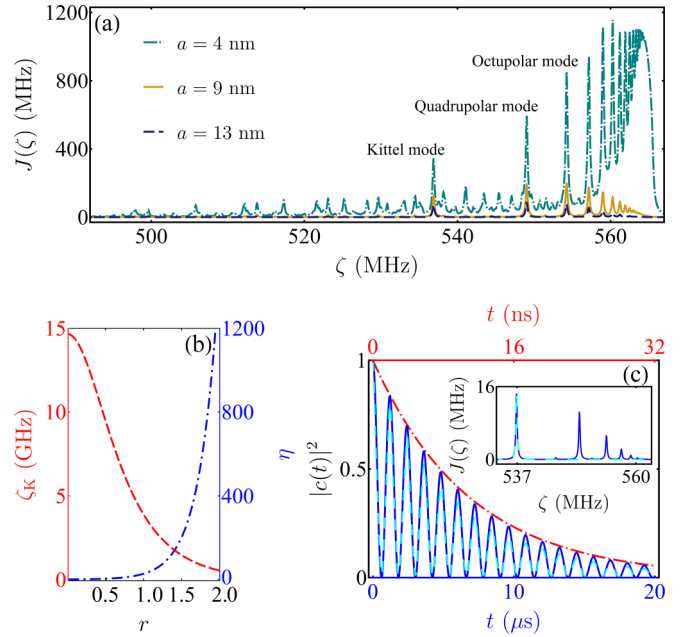 (a)
1200
800
400
0
J(ζ) (MHz)
a = 4 nm
a = 9 nm
a = 13 nm
Octupolar mode
Quadrupolar mode
Kittel mode
500
520
540
560
ζ (MHz)
(b)
15
10
5
0
ζ_K (GHz)
1200
800
400
0
η
0.5
1.0
1.5
2.0
r
t (ns)
0
16
32
(c)
1
0.5
0
|c(t)|²
16
0
J(ζ) (MHz)
537
560
ζ (MHz)
0
10
20
t (μs)